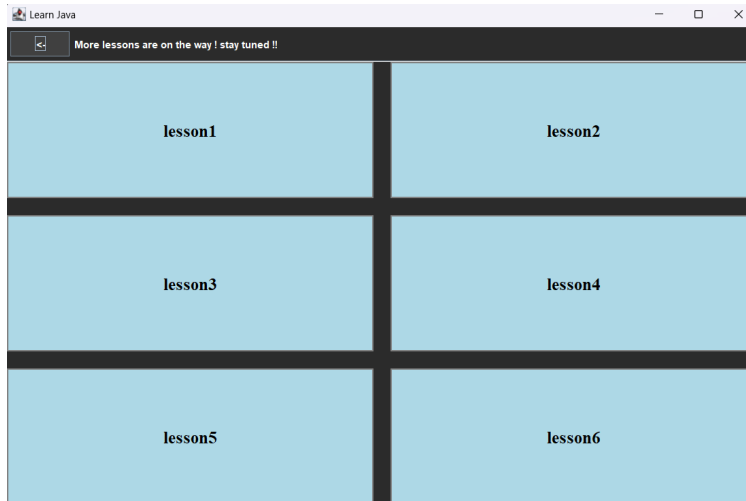 Learn Java
<- More lessons are on the way ! stay tuned !!
lesson1 lesson2
lesson3 lesson4
lesson5 lesson6